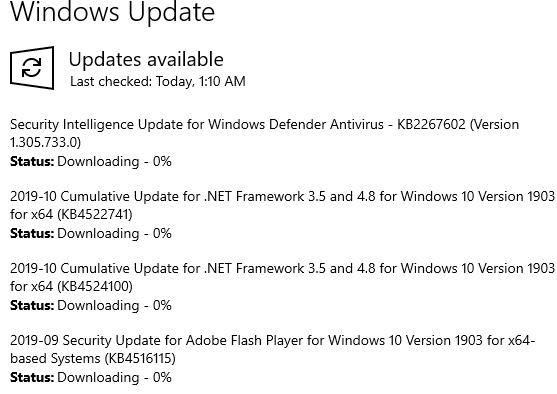 Windows Update
Updates available
Last checked: Today, 1:10 AM
Security Intelligence Update for Windows Defender Antivirus - KB2267602 (Version
1.305.733.0)
Status: Downloading - 0%
2019-10 Cumulative Update for .NET Framework 3.5 and 4.8 for Windows 10 Version 1903
for x64 (KB4522741)
Status: Downloading - 0%
2019-10 Cumulative Update for .NET Framework 3.5 and 4.8 for Windows 10 Version 1903
for x64 (KB4524100)
Status: Downloading - 0%
2019-09 Security Update for Adobe Flash Player for Windows 10 Version 1903 for x64-
based Systems (KB4516115)
Status: Downloading - 0%